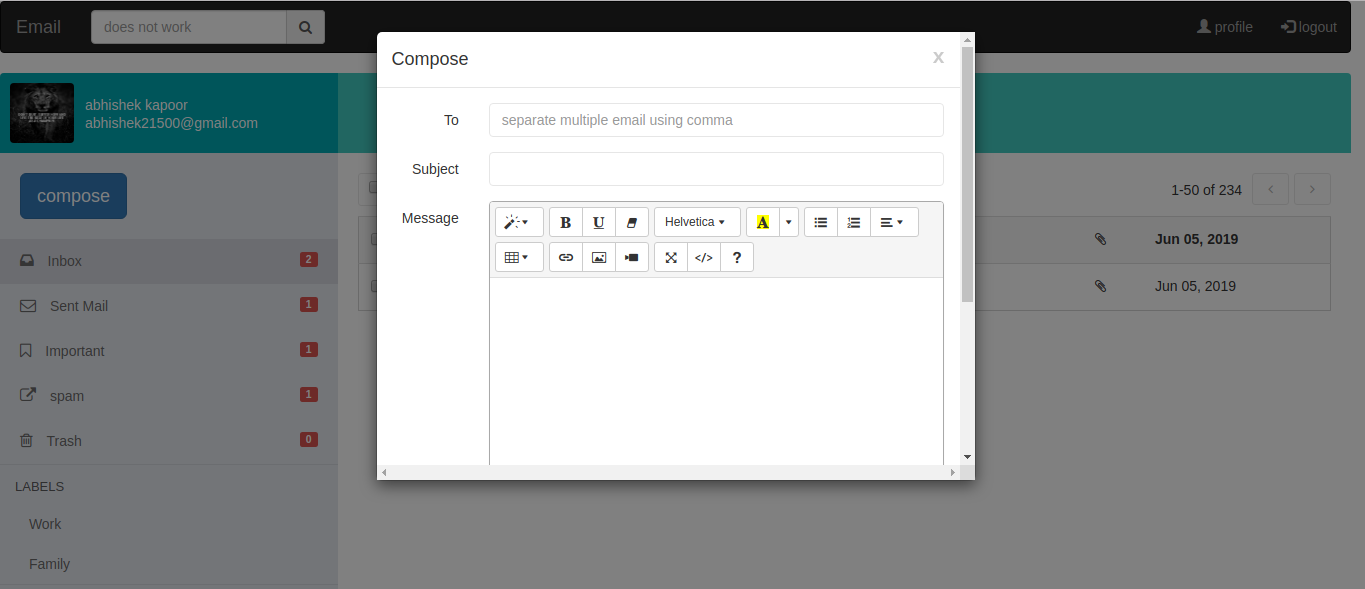 Email
does not work
profile
logout
Compose
X
abhishek kapoor
abhishek21500@gmail.com
To
separate multiple email using comma
Subject
Message
B U Helvetica A
</> ?
compose
1-50 of 234
Jun 05, 2019
Jun 05, 2019
Inbox 2
Sent Mail 1
Important 1
spam 1
Trash 0
LABELS
Work
Family